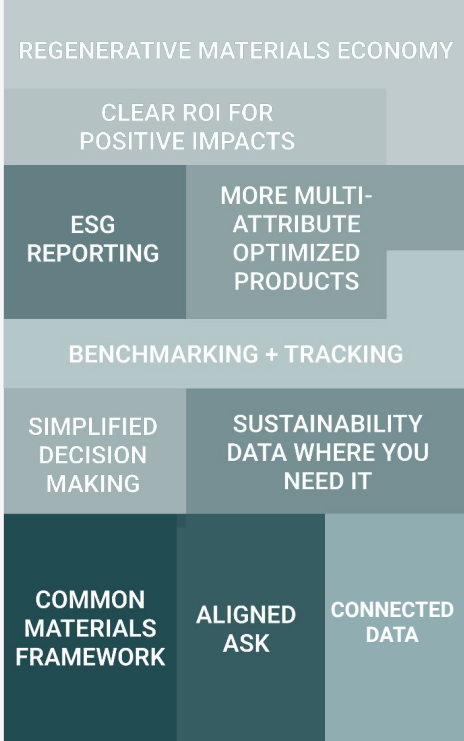 REGENERATIVE MATERIALS ECONOMY
CLEAR ROI FOR
POSITIVE IMPACTS
ESG
REPORTING
MORE MULTI-
ATTRIBUTE
OPTIMIZED
PRODUCTS
BENCHMARKING + TRACKING
SIMPLIFIED
DECISION
MAKING
SUSTAINABILITY
DATA WHERE YOU
NEED IT
COMMON
MATERIALS
FRAMEWORK
ALIGNED
ASK
CONNECTED
DATA